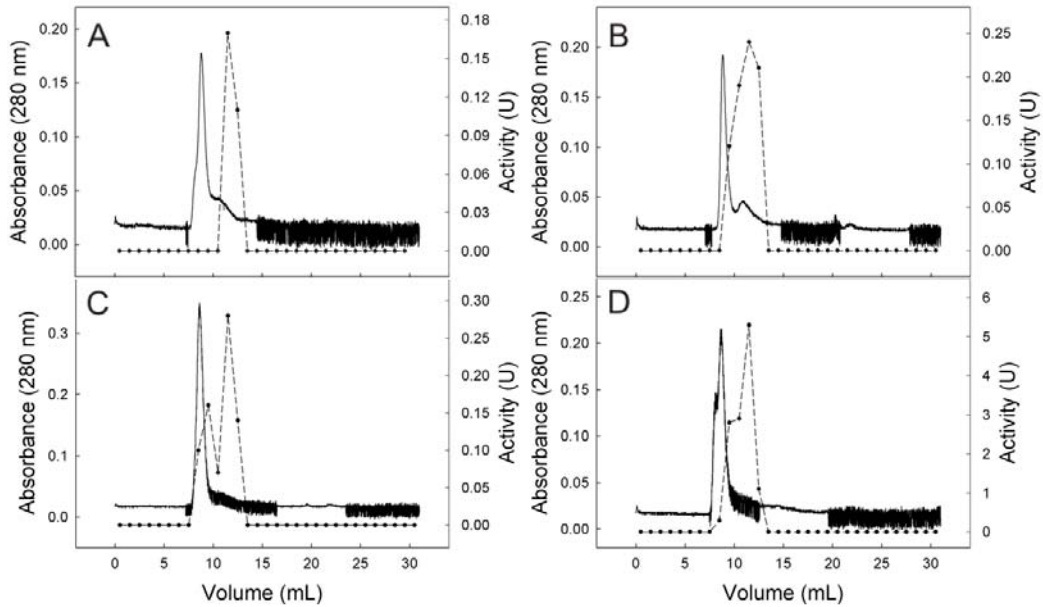 A
B
0.20
0.15
0.10
0.05
0.00
Absorbance (280 nm)
0.18
0.15
0.12
0.09
0.06
0.03
0.00
Activity (U)
0.20
0.15
0.10
0.05
0.00
Absorbance (280 nm)
0.25
0.20
0.15
0.10
0.05
0.00
Activity (U)
C
D
0.3
0.2
0.1
0.0
Absorbance (280 nm)
0.30
0.25
0.20
0.15
0.10
0.05
0.00
Activity (U)
0.25
0.20
0.15
0.10
0.05
0.00
Absorbance (280 nm)
6
5
4
3
2
1
0
Activity (U)
0 5 10 15 20 25 30
Volume (mL)
0 5 10 15 20 25 30
Volume (mL)